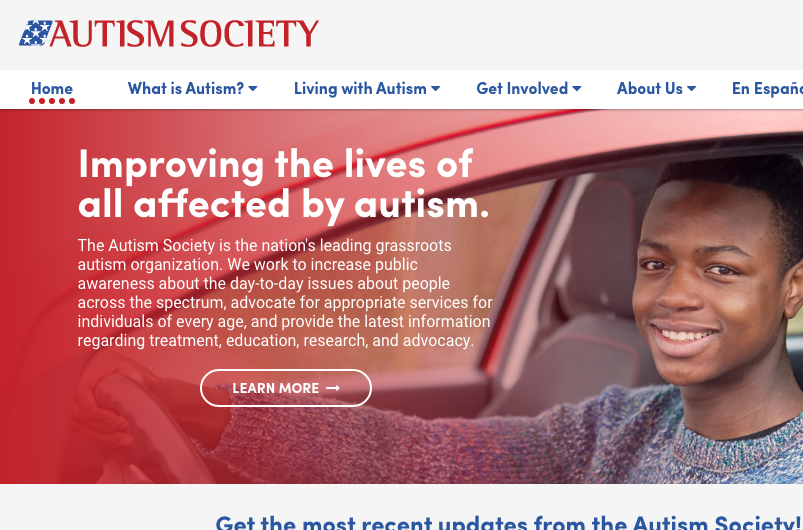 AUTISM SOCIETY
Home What is Autism? Living with Autism Get Involved About Us En
Improving the lives of
all affected by autism.
The Autism Society is the nation's leading grassroots
autism organization. We work to increase public
awareness about the day-to-day issues about people
across the spectrum, advocate for appropriate services for
individuals of every age, and provide the latest information
regarding treatment, education, research, and advocacy.
LEARN MORE →
Get the most recent updates from the Autism Society!